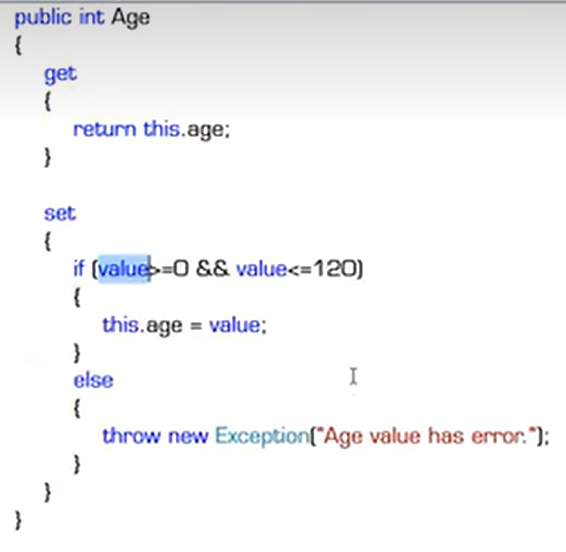 public int Age
{
get
{
return this.age;
}
set
{
if (value>=0 && value<=120)
{
this.age = value;
}
else
{
throw new Exception("Age value has error.");
}
}
}